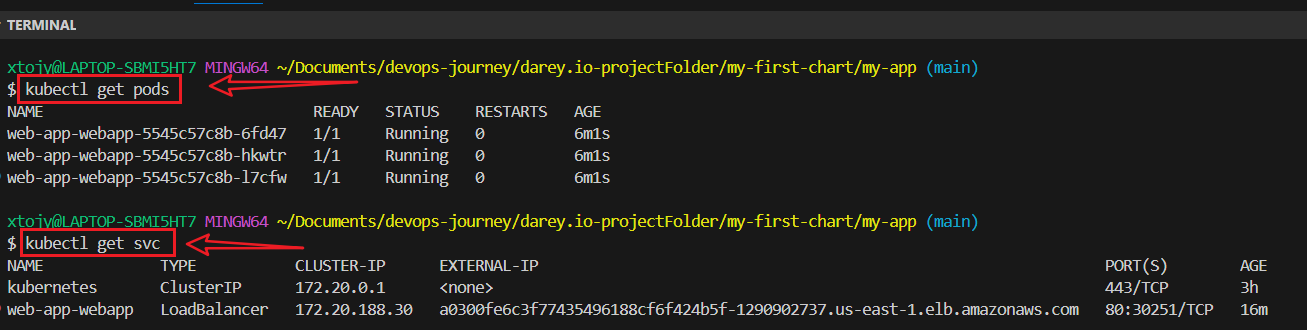 TERMINAL
xtojy@LAPTOP-SBMI5HT7 MINGW64 ~/Documents/devops-journey/darey.io-projectFolder/my-first-chart/my-app (main)
$ kubectl get pods
NAME READY STATUS RESTARTS AGE
web-app-webapp-5545c57c8b-6fd47 1/1 Running 0 6m1s
web-app-webapp-5545c57c8b-hkwtr 1/1 Running 0 6m1s
web-app-webapp-5545c57c8b-l7cfw 1/1 Running 0 6m1s
xtojy@LAPTOP-SBMI5HT7 MINGW64 ~/Documents/devops-journey/darey.io-projectFolder/my-first-chart/my-app (main)
$ kubectl get svc
NAME TYPE CLUSTER-IP EXTERNAL-IP PORT(S) AGE
kubernetes ClusterIP 172.20.0.1 <none> 443/TCP 3h
web-app-webapp LoadBalancer 172.20.188.30 a0300fe6c3f77435496188cf6f424b5f-1290902737.us-east-1.elb.amazonaws.com 80:30251/TCP 16m